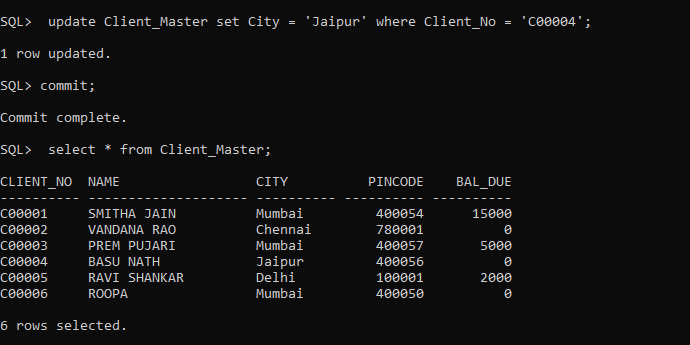 SQL>  update Client_Master set City = 'Jaipur' where Client_No = 'C00004';
1 row updated.
SQL> commit;
Commit complete.
SQL>  select * from Client_Master;
CLIENT_NO  NAME                 CITY          PINCODE    BAL_DUE
---------- -------------------- ---------- ---------- ----------
C00001     SMITHA JAIN          Mumbai         400054      15000
C00002     VANDANA RAO          Chennai        780001          0
C00003     PREM PUJARI          Mumbai         400057       5000
C00004     BASU NATH            Jaipur         400056          0
C00005     RAVI SHANKAR         Delhi          100001       2000
C00006     ROOPA                Mumbai         400050          0
6 rows selected.